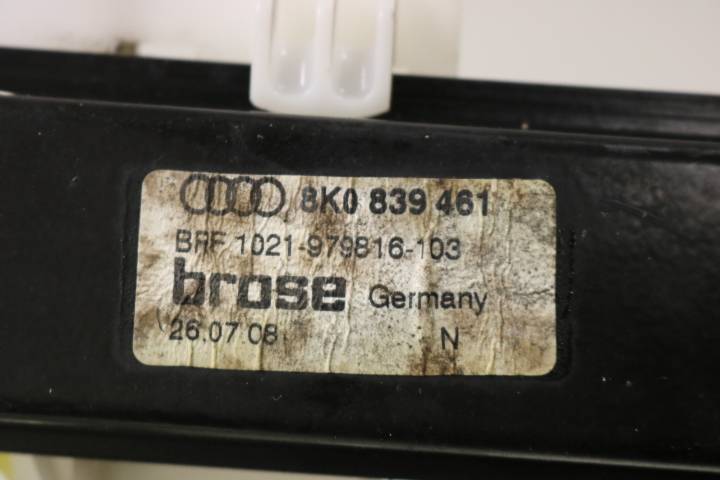 8K0 839 461
BRF 1021-979816-103
brose Germany
26.07.08 N